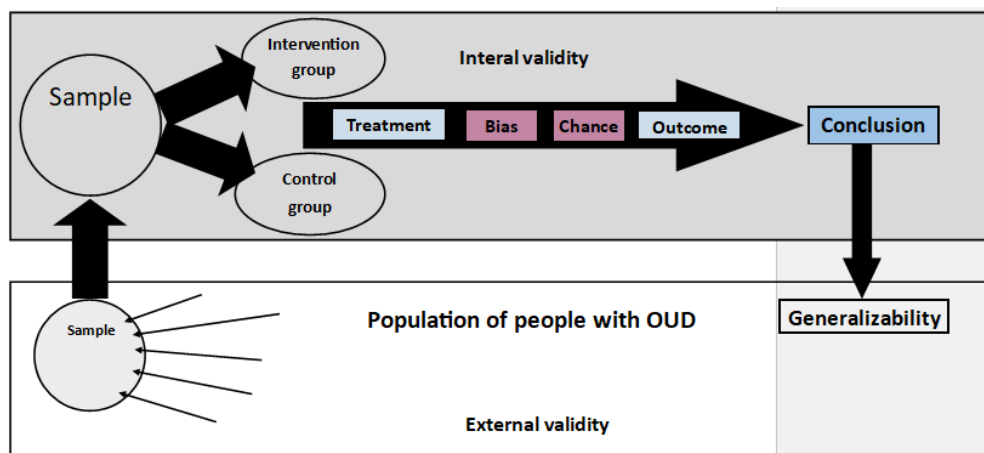 Intervention
group
Interal validity
Sample
Treatment
Bias
Chance
Outcome
Conclusion
Control
group
Sample
Population of people with OUD
Generalizability
External validity